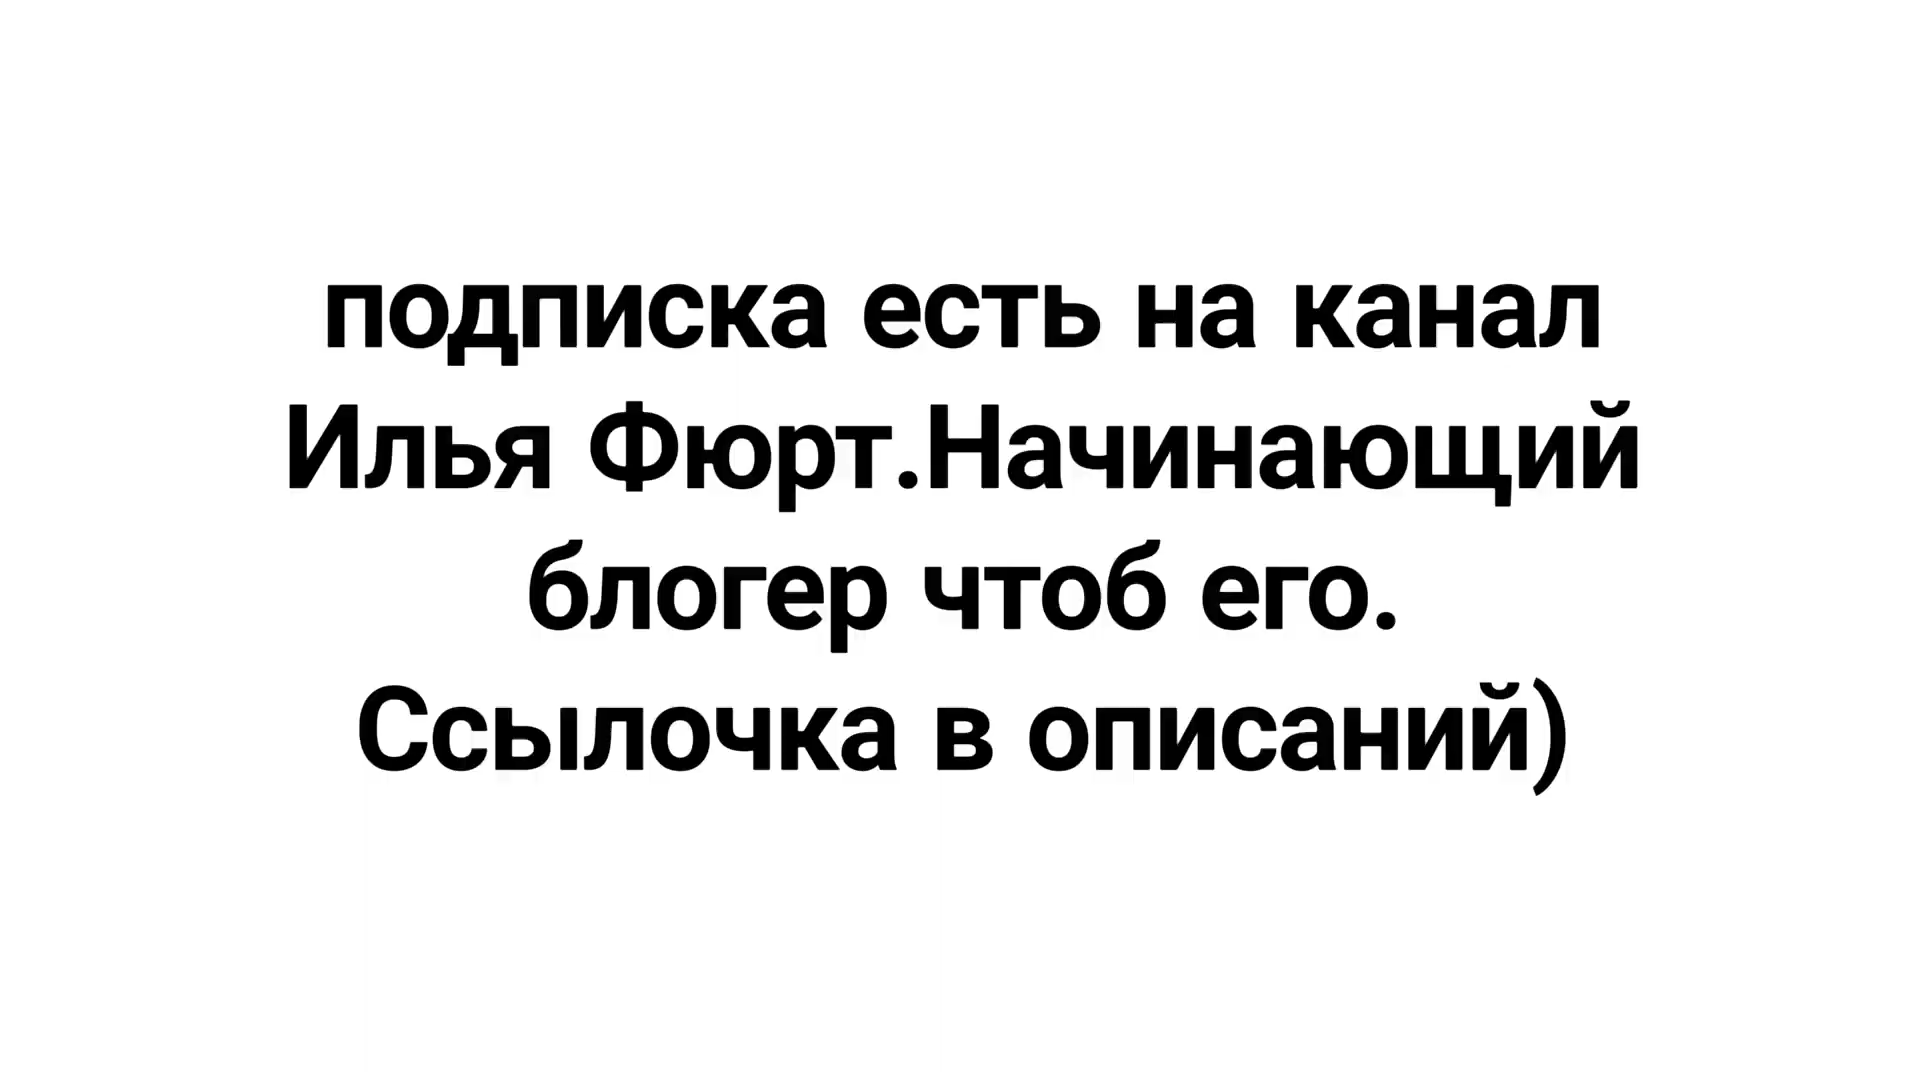 подписка есть на канал
Илья Фюрт.Начинающий
блогер чтоб его.
Ссылочка в описаний)